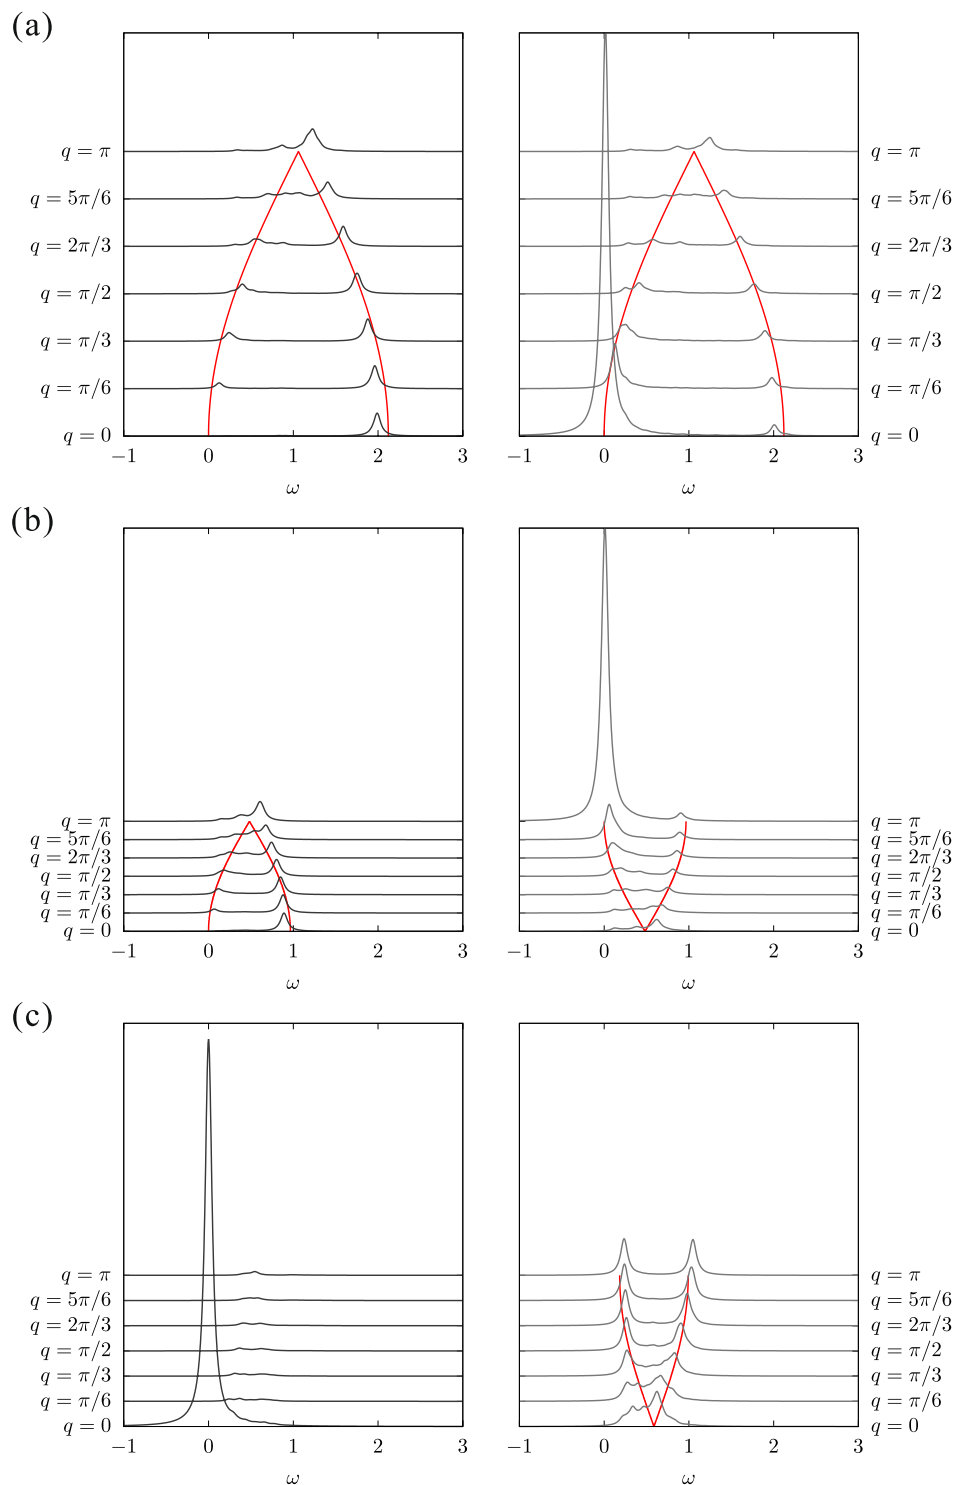 (a)
q = π
q = 5π/6
q = 2π/3
q = π/2
q = π/3
q = π/6
q = 0
−1 0 1 2 3
ω
q = π
q = 5π/6
q = 2π/3
q = π/2
q = π/3
q = π/6
q = 0
−1 0 1 2 3
ω
(b)
q = π
q = 5π/6
q = 2π/3
q = π/2
q = π/3
q = π/6
q = 0
−1 0 1 2 3
ω
q = π
q = 5π/6
q = 2π/3
q = π/2
q = π/3
q = π/6
q = 0
−1 0 1 2 3
ω
(c)
q = π
q = 5π/6
q = 2π/3
q = π/2
q = π/3
q = π/6
q = 0
−1 0 1 2 3
ω
q = π
q = 5π/6
q = 2π/3
q = π/2
q = π/3
q = π/6
q = 0
−1 0 1 2 3
ω